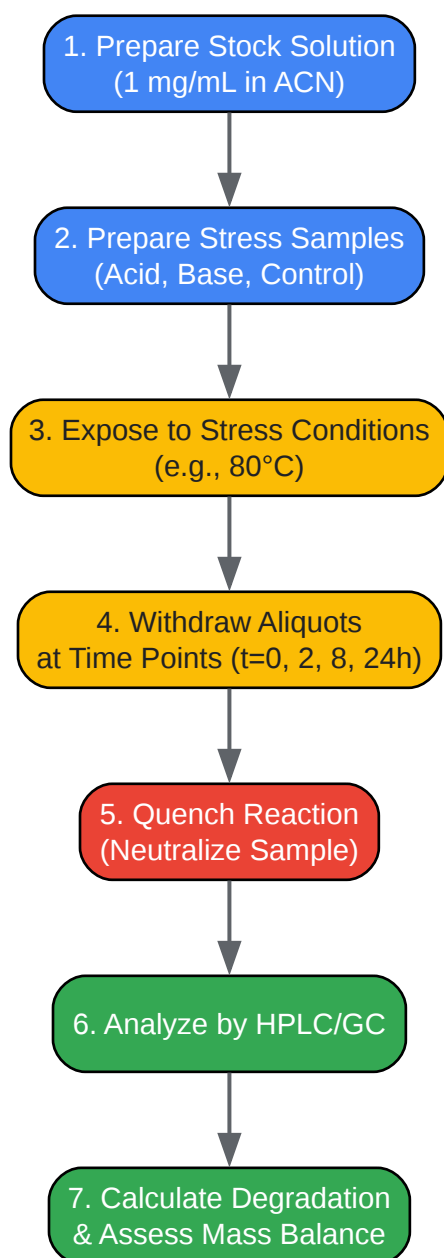 1. Prepare Stock Solution
(1 mg/mL in ACN)
2. Prepare Stress Samples
(Acid, Base, Control)
3. Expose to Stress Conditions
(e.g., 80°C)
4. Withdraw Aliquots
at Time Points (t=0, 2, 8, 24h)
5. Quench Reaction
(Neutralize Sample)
6. Analyze by HPLC/GC
7. Calculate Degradation
& Assess Mass Balance